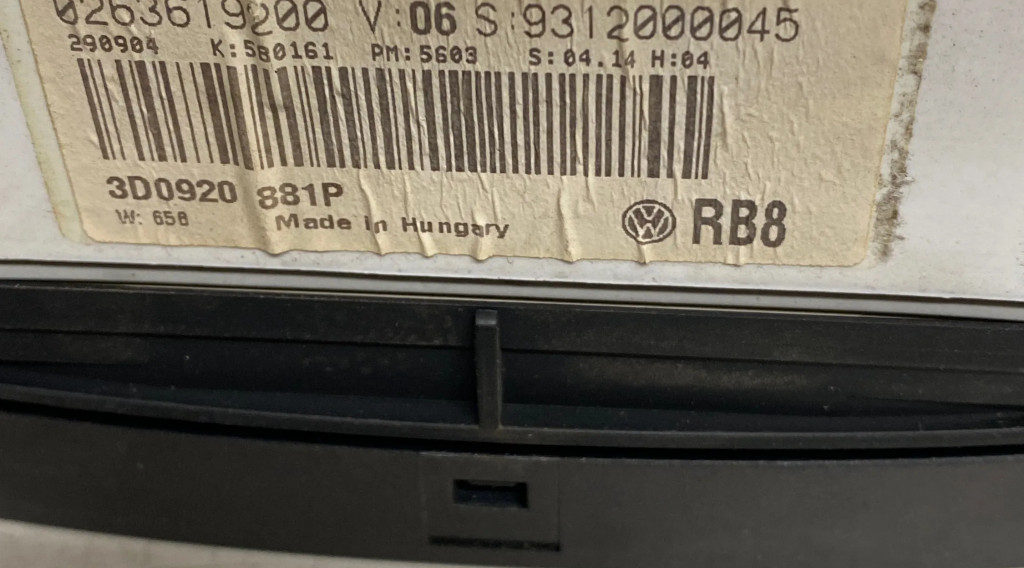 0263619200 V:06 S:9312000045
290904 K:580161 PM:5603 S:04.14 H:04
3D0920 881P
W: 658 Made in Hungary
VW RB8